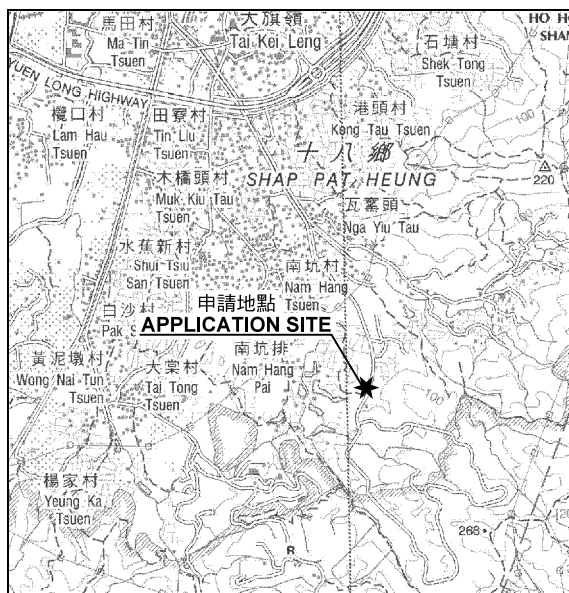 馬田村
Ma Tin
Tsuen
大旗嶺
Tai Kei Leng
石塘村
Shek Tong
Tsuen
YUEN LONG HIGHWAY
欖口村
Lam Hau
Tsuen
田寮村
Tin Liu
Tsuen
港頭村
Kong Tau Tsuen
十八鄉
SHAP PAT HEUNG
100
220
木橋頭村
Muk Kiu Tau
Tsuen
瓦窰頭
Nga Yiu Tau
水蕉新村
Shui Tsiu
San Tsuen
南坑村
Nam Hang
Tsuen
申請地點
APPLICATION SITE
白沙村
Pak
南坑排
Nam Hang
Pai
黃泥墩村
Wong Nai Tun
Tsuen
大棠村
Tai Tong
Tsuen
100
楊家村
Yeung Ka
Tsuen
268
R